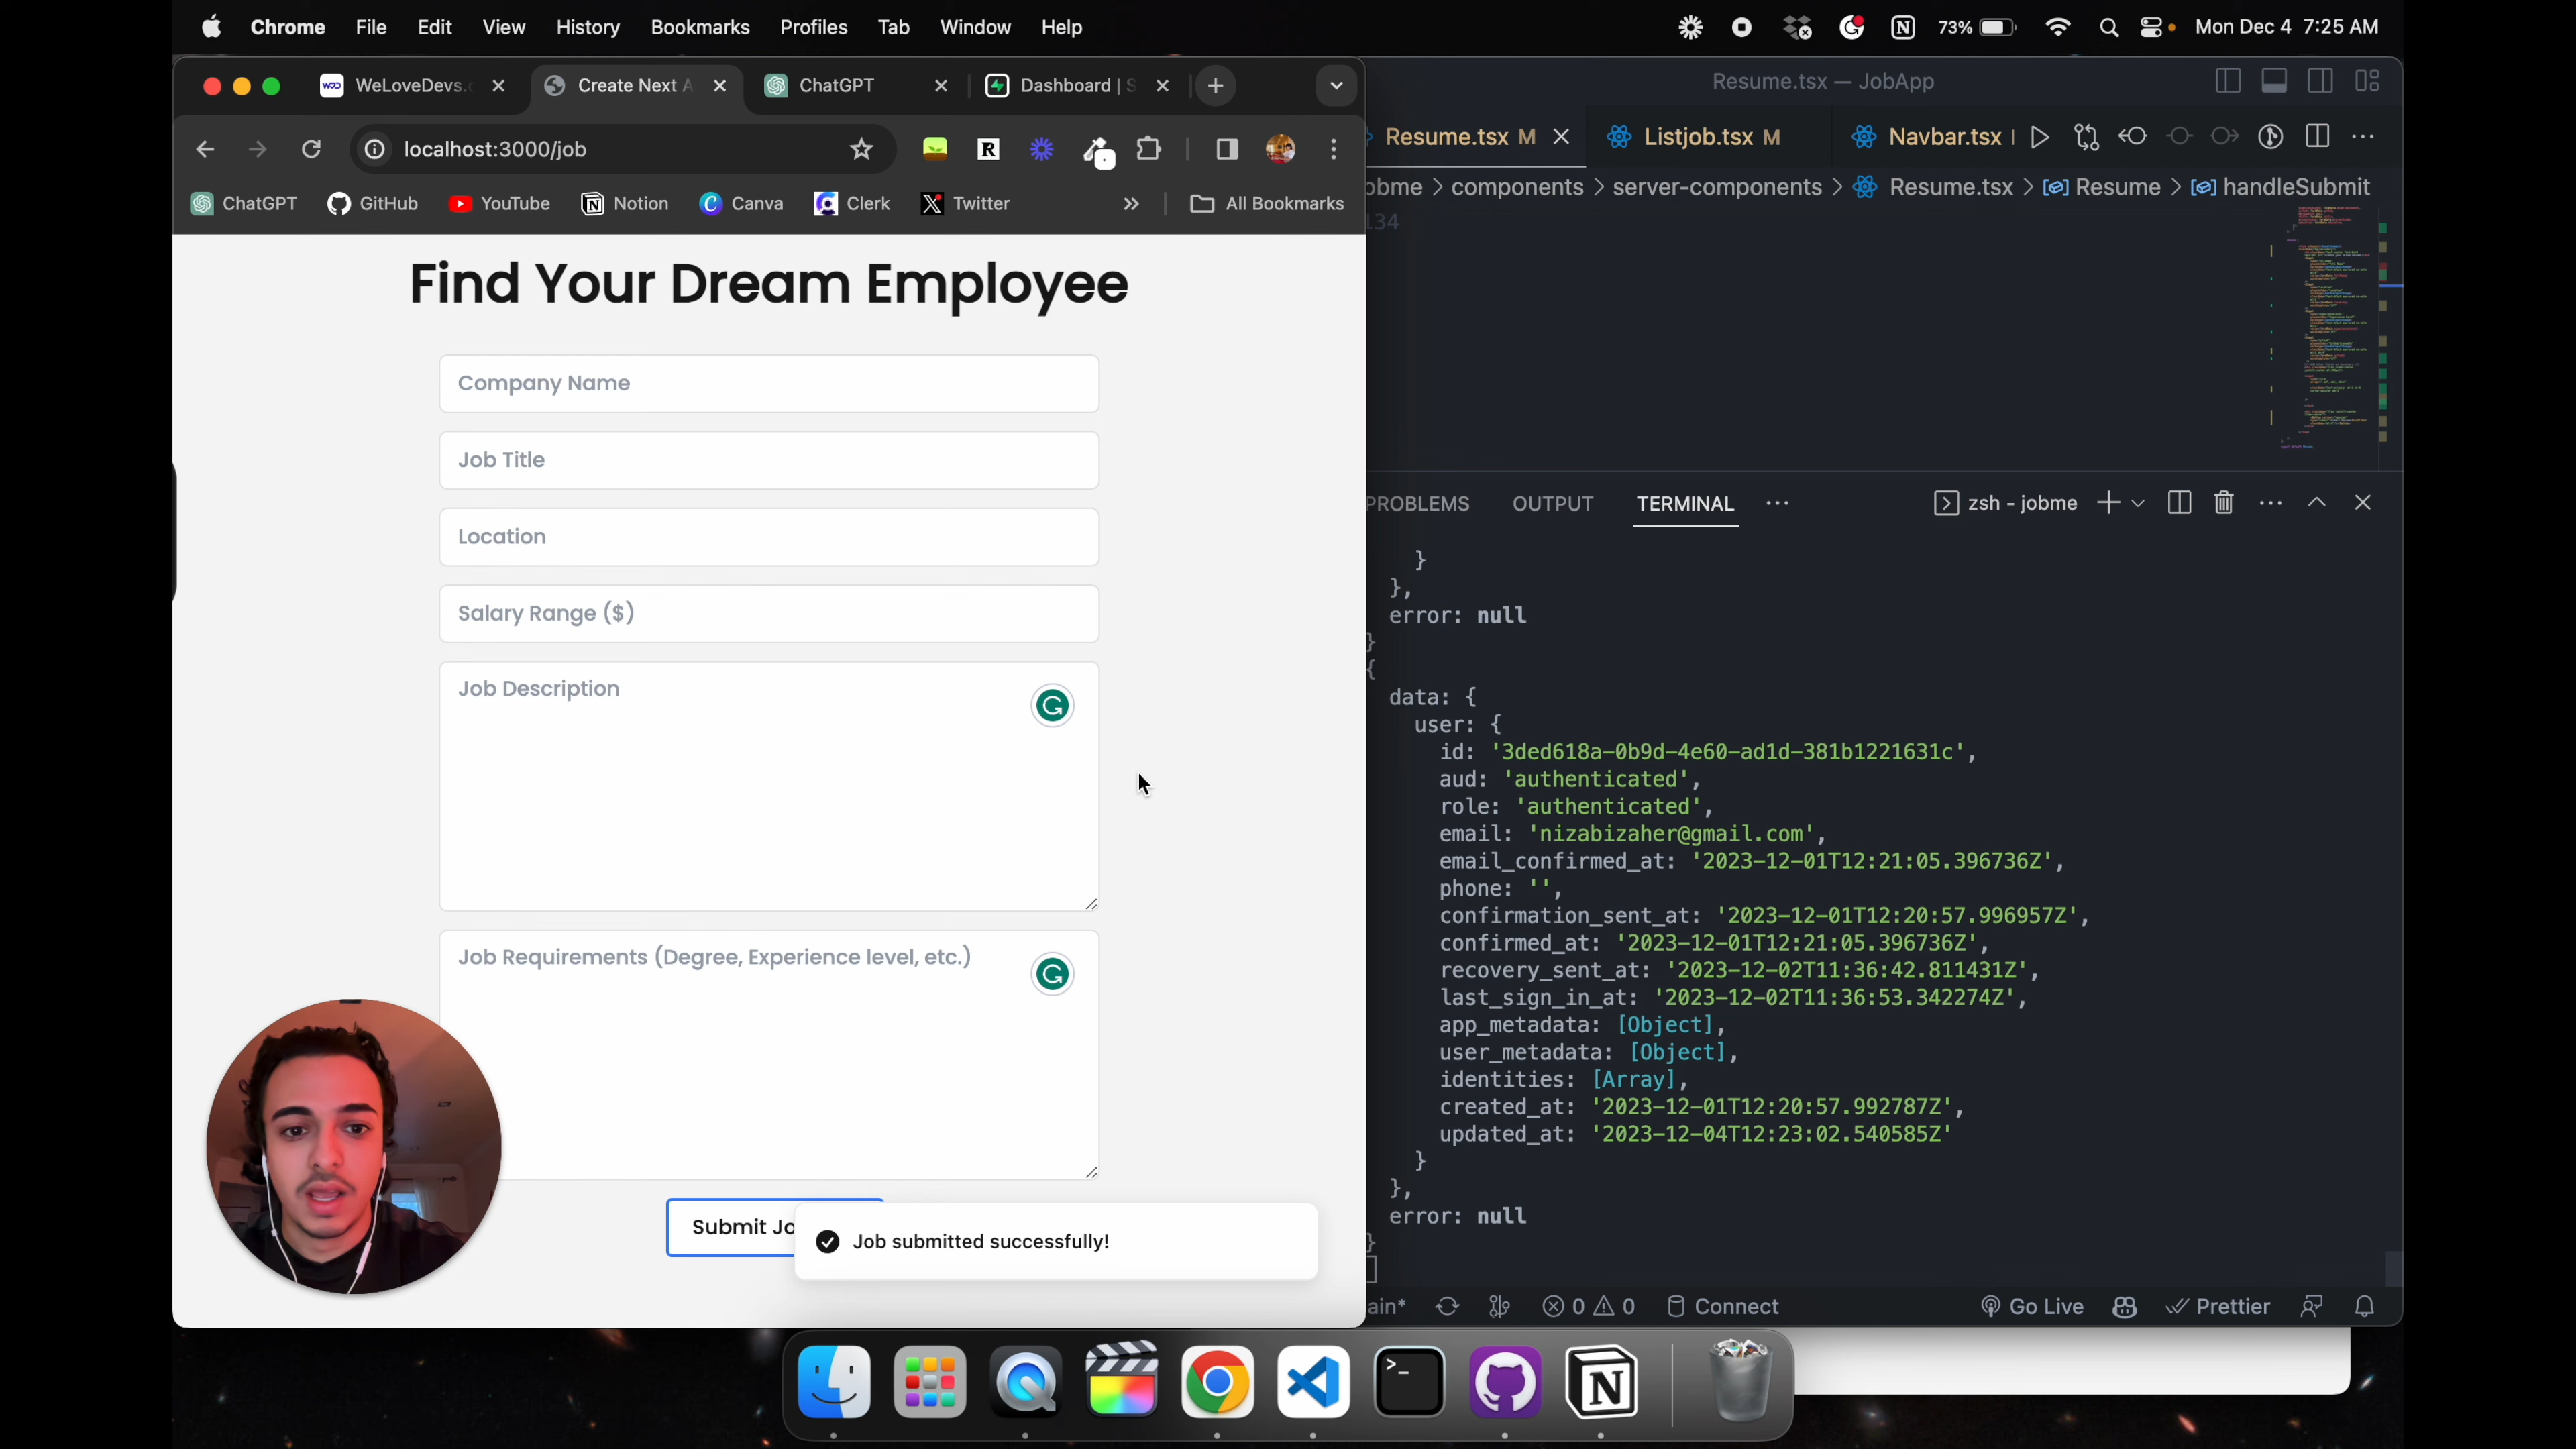 Chrome File Edit View History Bookmarks Profiles Tab Window Help
73% Mon Dec 4 7:25 AM
WeLoveDevs.
Create Next A
ChatGPT
Dashboard | S
localhost:3000/job
ChatGPT GitHub YouTube Notion Canva Clerk Twitter » All Bookmarks
Find Your Dream Employee
Company Name
Job Title
Location
Salary Range ($)
Job Description
Job Requirements (Degree, Experience level, etc.)
Submit Jo
Job submitted successfully!
Resume.tsx — JobApp
Resume.tsx M
Listjob.tsx M
Navbar.tsx
obme > components > server-components > Resume.tsx > Resume > handleSubmit
134
PROBLEMS OUTPUT TERMINAL ··· zsh - jobme
}
},
error: null
}
{
data: {
user: {
id: '3ded618a-0b9d-4e60-ad1d-381b1221631c',
aud: 'authenticated',
role: 'authenticated',
email: 'nizabizaher@gmail.com',
email_confirmed_at: '2023-12-01T12:21:05.396736Z',
phone: '',
confirmation_sent_at: '2023-12-01T12:20:57.996957Z',
confirmed_at: '2023-12-01T12:21:05.396736Z',
recovery_sent_at: '2023-12-02T11:36:42.811431Z',
last_sign_in_at: '2023-12-02T11:36:53.342274Z',
app_metadata: [Object],
user_metadata: [Object],
identities: [Array],
created_at: '2023-12-01T12:20:57.992787Z',
updated_at: '2023-12-04T12:23:02.540585Z'
}
},
error: null
}
ain* 0 0 Connect Go Live Prettier